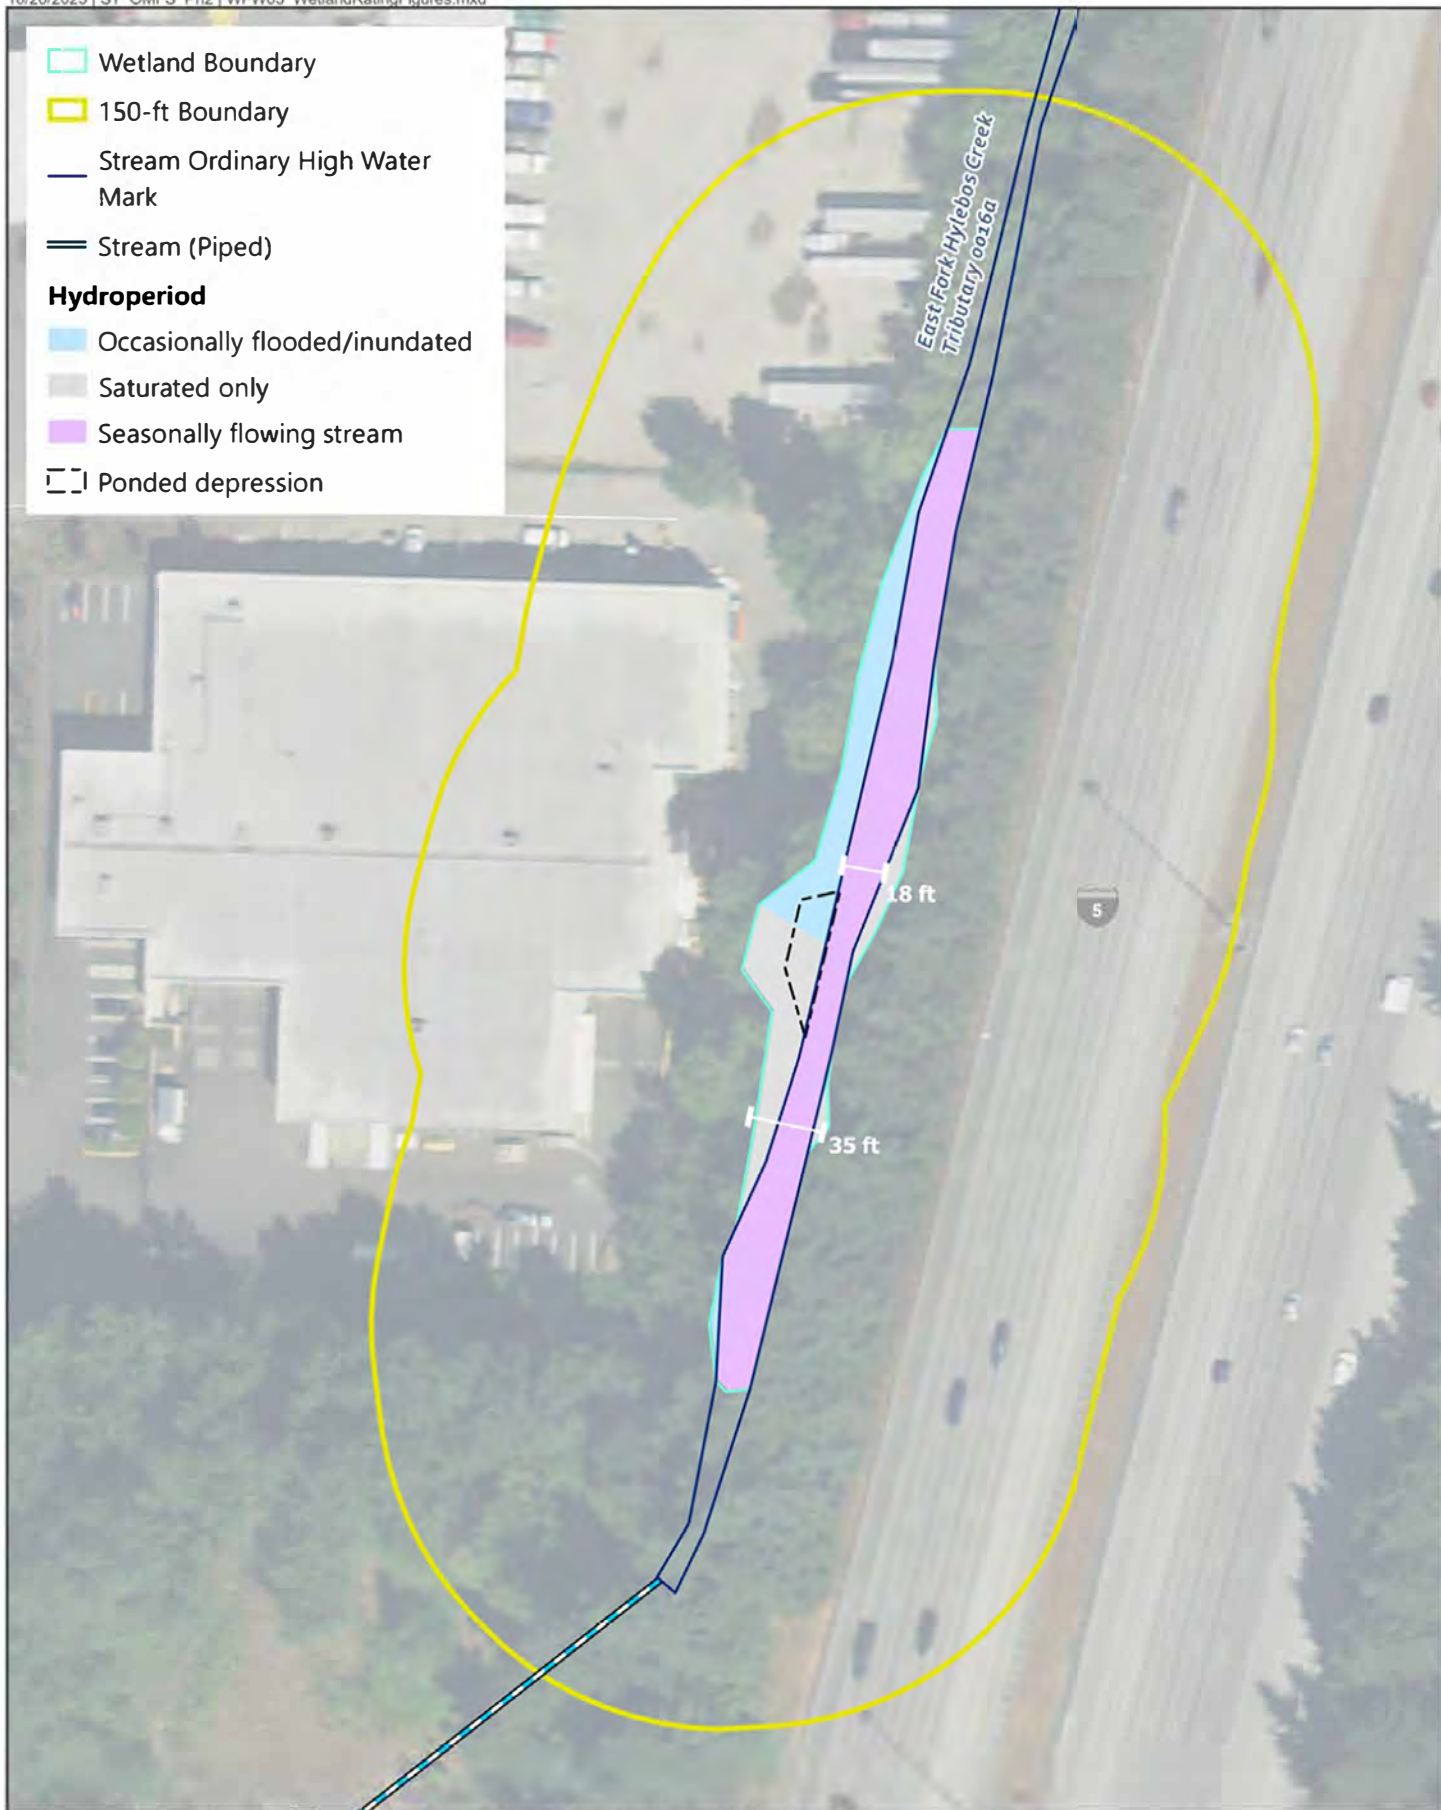 Wetland Boundary
150-ft Boundary
Stream Ordinary High Water
Mark
Stream (Piped)
Hydroperiod
Occasionally flooded/inundated
Saturated only
Seasonally flowing stream
Ponded depression
East Fork Hylebos Creek
Tributary 0016a
18 ft
5
35 ft